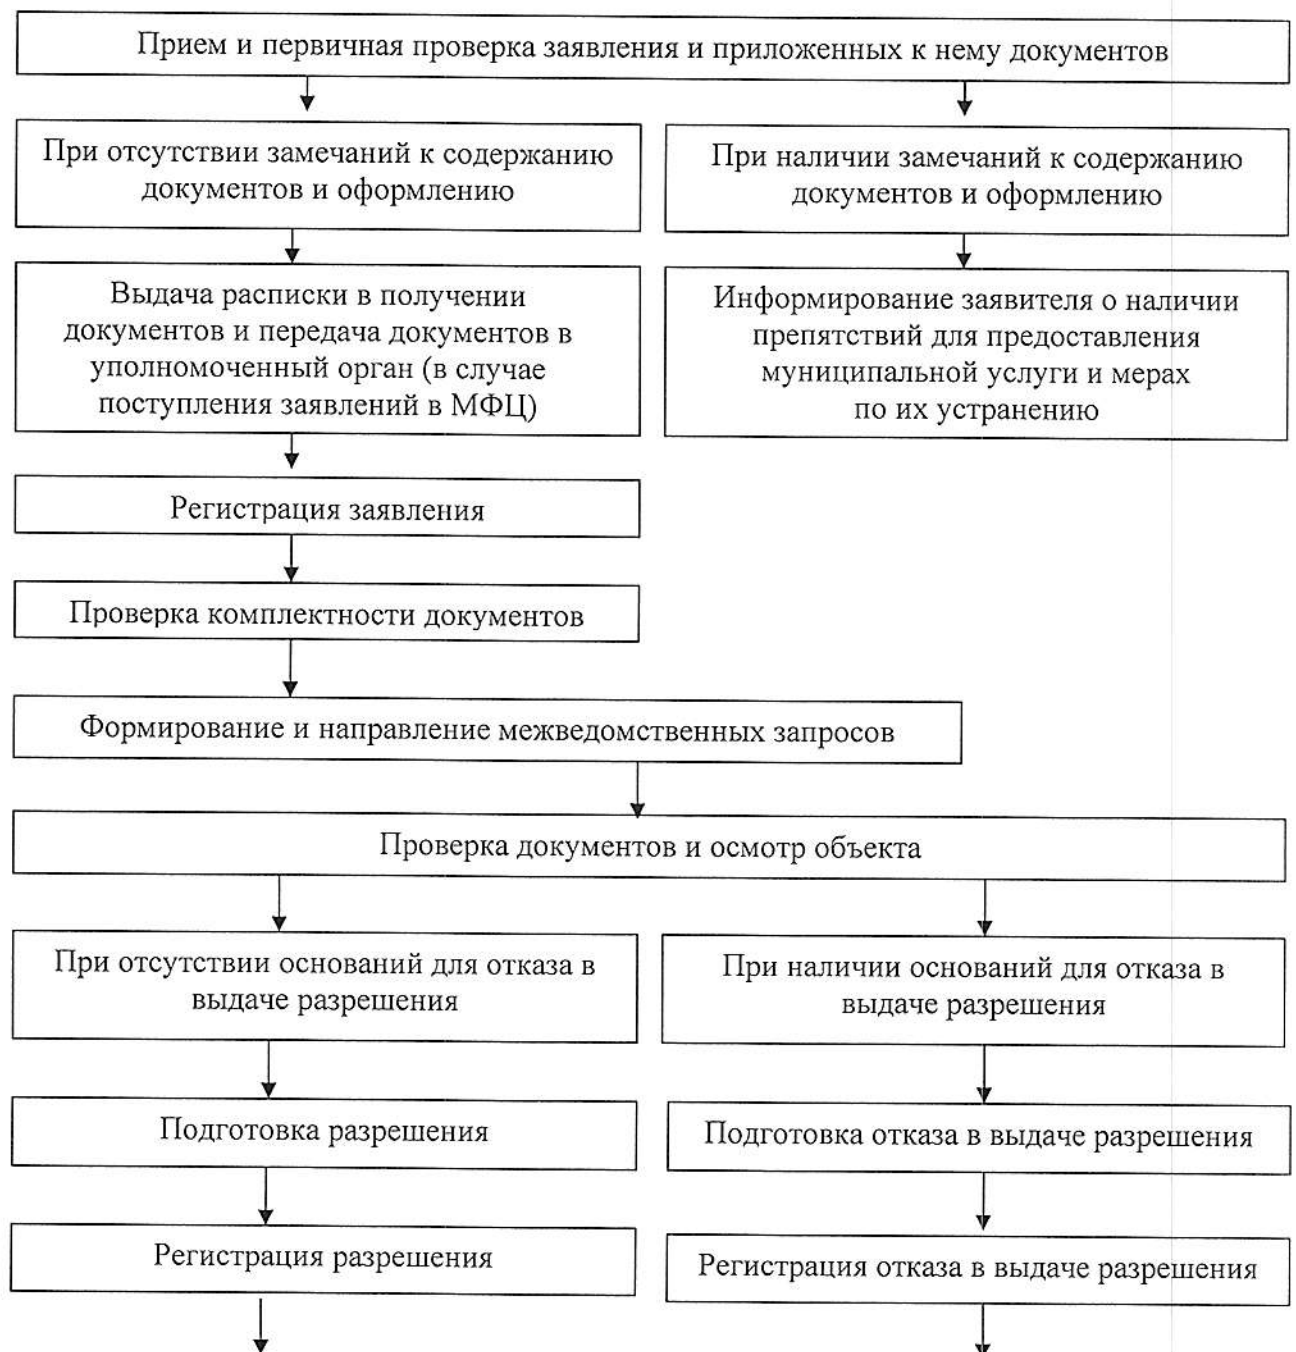 Прием и первичная проверка заявления и приложенных к нему документов
При отсутствии замечаний к содержанию
документов и оформлению
При наличии замечаний к содержанию
документов и оформлению
Выдача расписки в получении
документов и передача документов в
уполномоченный орган (в случае
поступления заявлений в МФЦ)
Информирование заявителя о наличии
препятствий для предоставления
муниципальной услуги и мерах
по их устранению
Регистрация заявления
Проверка комплектности документов
Формирование и направление межведомственных запросов
Проверка документов и осмотр объекта
При отсутствии оснований для отказа в
выдаче разрешения
При наличии оснований для отказа в
выдаче разрешения
Подготовка разрешения
Подготовка отказа в выдаче разрешения
Регистрация разрешения
Регистрация отказа в выдаче разрешения